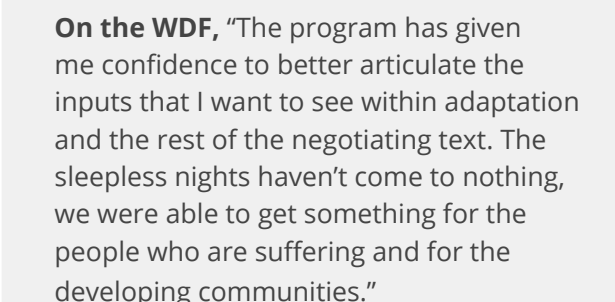 On the WDF, “The program has given
me confidence to better articulate the
inputs that I want to see within adaptation
and the rest of the negotiating text. The
sleepless nights haven’t come to nothing,
we were able to get something for the
people who are suffering and for the
developing communities.”